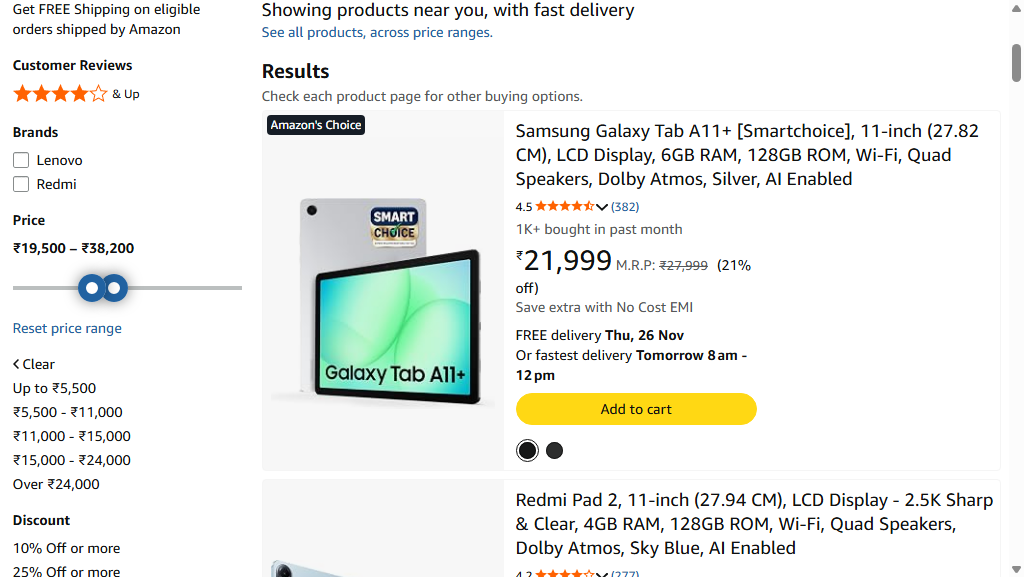 Get FREE Shipping on eligible
orders shipped by Amazon
Customer Reviews
& Up
Brands
Lenovo
Redmi
Price
₹19,500 – ₹38,200
Reset price range
Clear
Up to ₹5,500
₹5,500 - ₹11,000
₹11,000 - ₹15,000
₹15,000 - ₹24,000
Over ₹24,000
Discount
10% Off or more
25% Off or more
Showing products near you, with fast delivery
See all products, across price ranges.
Results
Check each product page for other buying options.
Amazon's Choice
SMART
CHOICE
Galaxy Tab A11+
Samsung Galaxy Tab A11+ [Smartchoice], 11-inch (27.82
CM), LCD Display, 6GB RAM, 128GB ROM, Wi-Fi, Quad
Speakers, Dolby Atmos, Silver, AI Enabled
4.5 (382)
1K+ bought in past month
₹21,999 M.R.P: ₹27,999 (21%
off)
Save extra with No Cost EMI
FREE delivery Thu, 26 Nov
Or fastest delivery Tomorrow 8 am -
12 pm
Add to cart
Redmi Pad 2, 11-inch (27.94 CM), LCD Display - 2.5K Sharp
& Clear, 4GB RAM, 128GB ROM, Wi-Fi, Quad Speakers,
Dolby Atmos, Sky Blue, AI Enabled
4.2 (277)